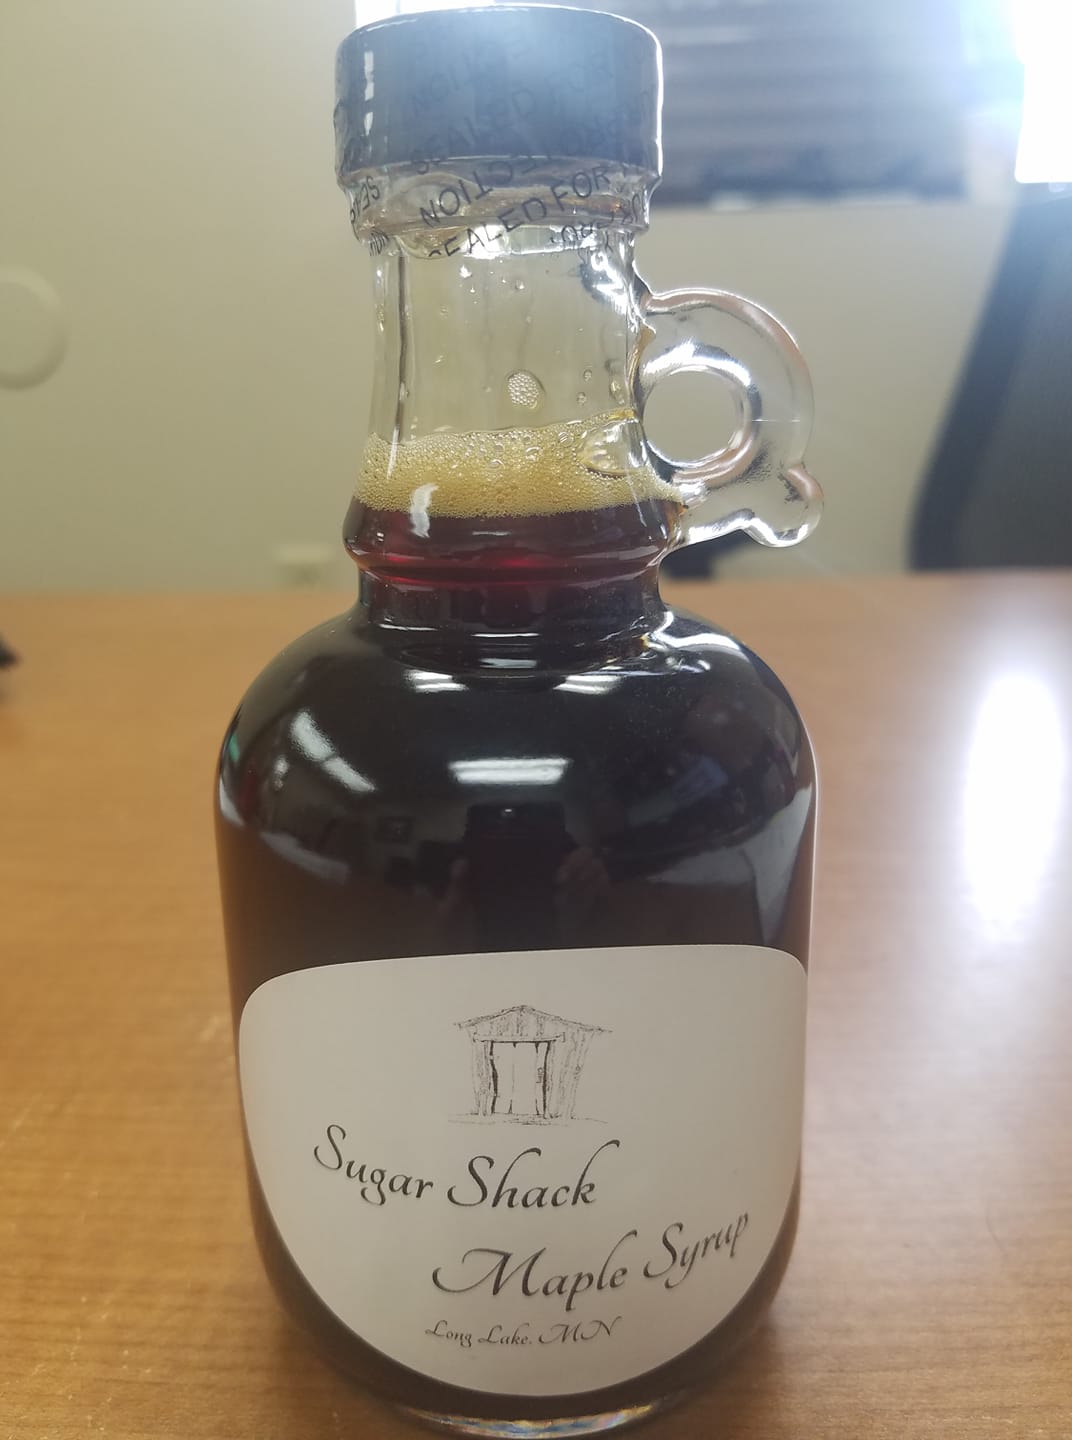 SEALED FOR
Sugar Shack
Maple Syrup
Long Lake, MN